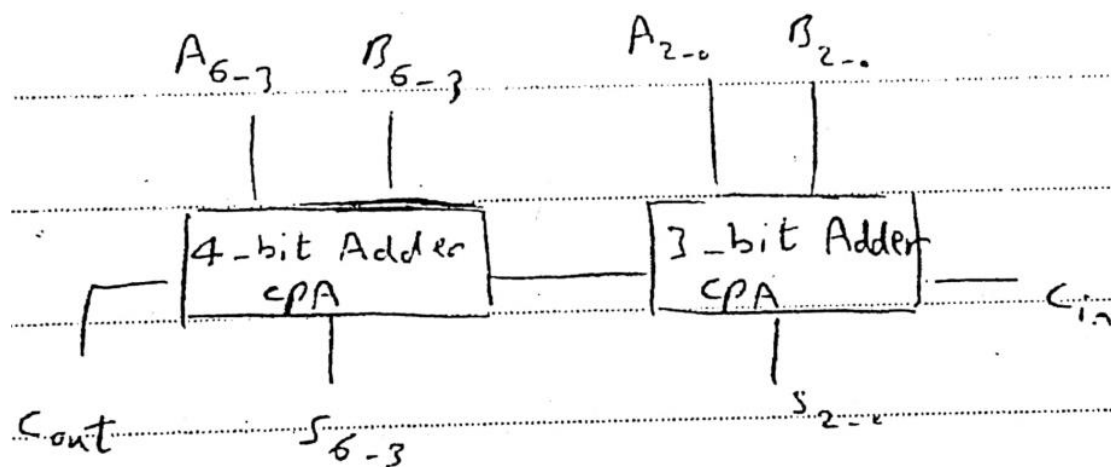 A6-3 B6-3 A2-0 B2-0
4-bit Adder 3-bit Adder
CPA CPA
Cin
Cout S6-3 S2-0